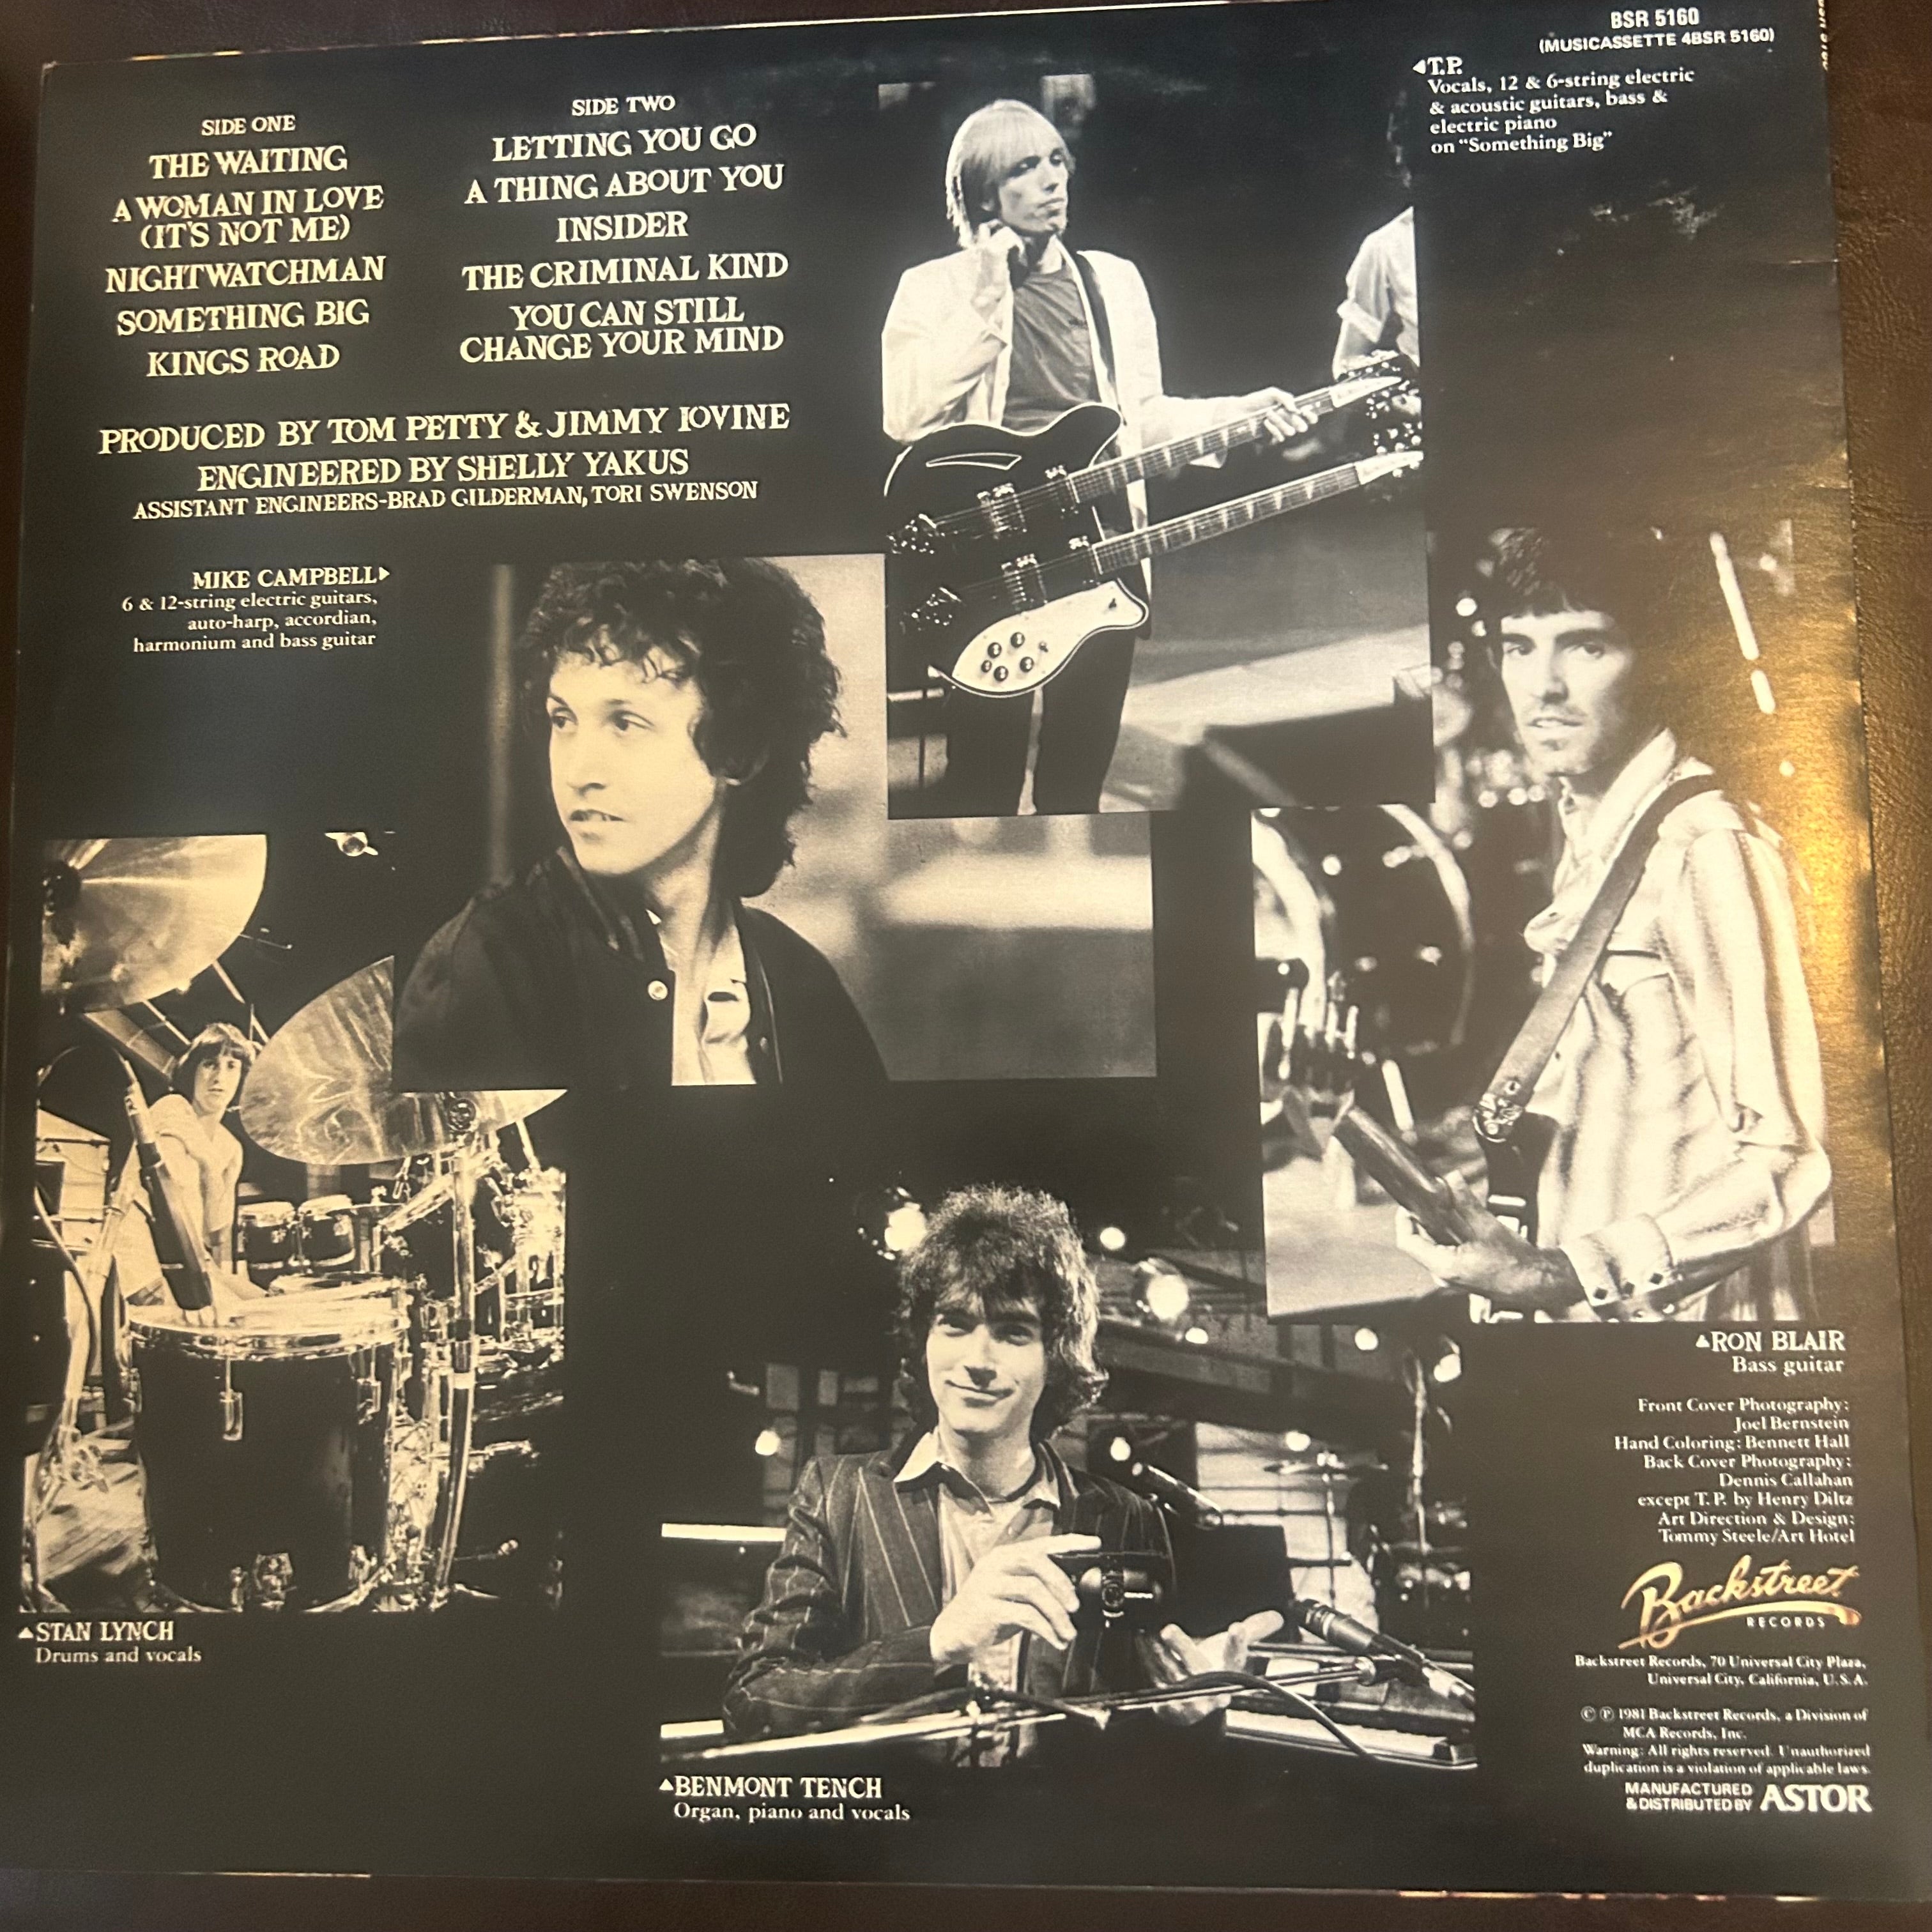 BSR 5160
(MUSICASSETTE 4BSR 5160)
SIDE ONE
THE WAITING
A WOMAN IN LOVE
(IT'S NOT ME)
NIGHTWATCHMAN
SOMETHING BIG
KINGS ROAD
SIDE TWO
LETTING YOU GO
A THING ABOUT YOU
INSIDER
THE CRIMINAL KIND
YOU CAN STILL
CHANGE YOUR MIND
PRODUCED BY TOM PETTY & JIMMY IOVINE
ENGINEERED BY SHELLY YAKUS
ASSISTANT ENGINEERS-BRAD GILDERMAN, TORI SWENSON
◀T.P.
Vocals, 12 & 6-string electric
& acoustic guitars, bass &
electric piano
on “Something Big”
MIKE CAMPBELL▶
6 & 12-string electric guitars,
auto-harp, accordian,
harmonium and bass guitar
▲RON BLAIR
Bass guitar
Front Cover Photography:
Joel Bernstein
Hand Coloring: Bennett Hall
Back Cover Photography:
Dennis Callahan
except T.P. by Henry Diltz
Art Direction & Design:
Tommy Steele/Art Hotel
Backstreet
RECORDS
Backstreet Records, 70 Universal City Plaza,
Universal City, California, U.S.A.
© ℗ 1981 Backstreet Records, a Division of
MCA Records, Inc.
Warning: All rights reserved. Unauthorized
duplication is a violation of applicable laws.
MANUFACTURED
& DISTRIBUTED BY ASTOR
▲STAN LYNCH
Drums and vocals
▲BENMONT TENCH
Organ, piano and vocals